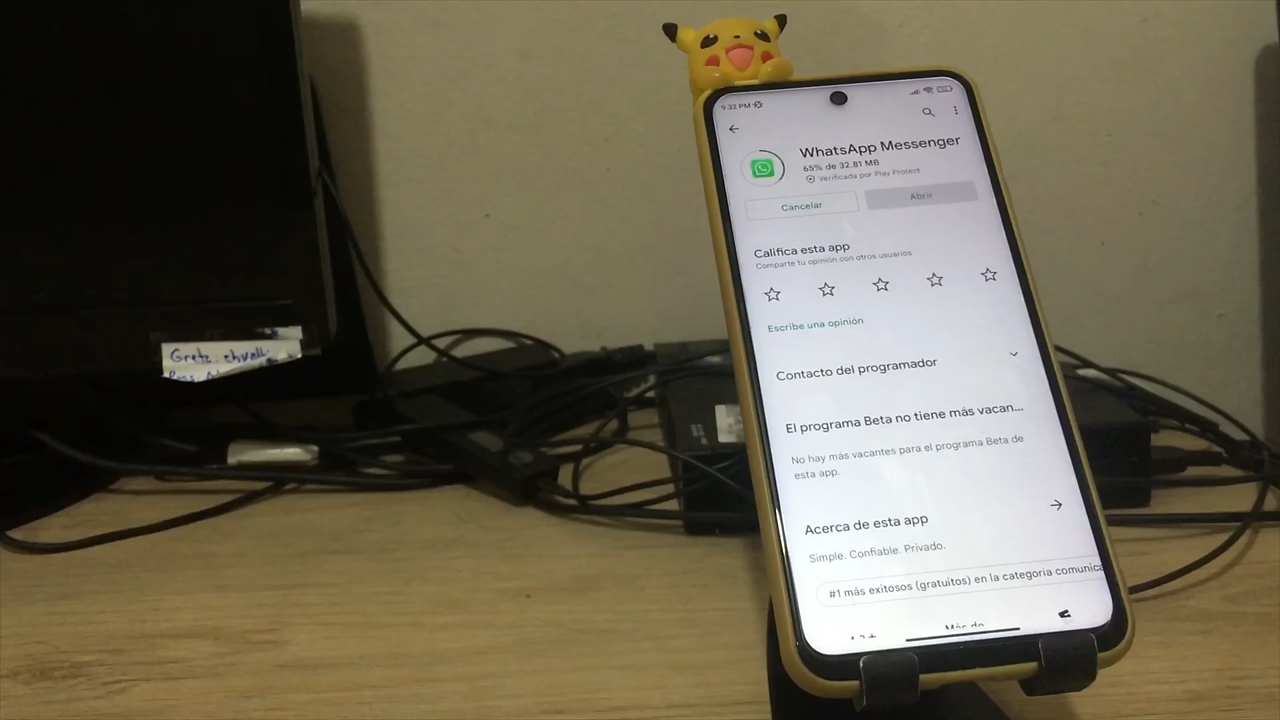 9:32 PM
WhatsApp Messenger
65% de 32.81 MB
Verificada por Play Protect
Cancelar
Abrir
Califica esta app
Comparte tu opinión con otros usuarios
Escribe una opinión
Contacto del programador
El programa Beta no tiene más vacan...
No hay más vacantes para el programa Beta de
esta app.
Acerca de esta app
Simple. Confiable. Privado.
#1 más exitosos (gratuitos) en la categoría comunica
Más de